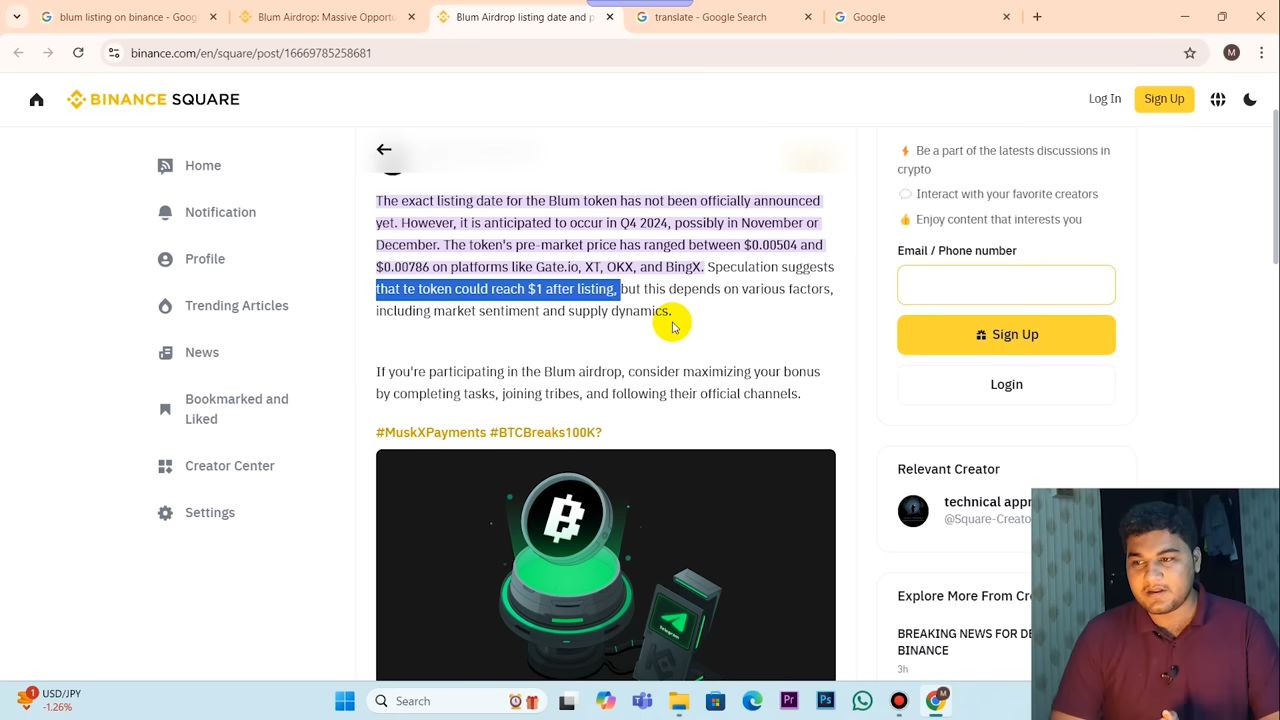 blum listing on binance - Goog
Blum Airdrop: Massive Opportu
Blum Airdrop listing date and p
translate - Google Search
Google
binance.com/en/square/post/16669785258681
M
BINANCE SQUARE
Log In
Sign Up
Home
Notification
Profile
Trending Articles
News
Bookmarked and
Liked
Creator Center
Settings
The exact listing date for the Blum token has not been officially announced
yet. However, it is anticipated to occur in Q4 2024, possibly in November or
December. The token's pre-market price has ranged between $0.00504 and
$0.00786 on platforms like Gate.io, XT, OKX, and BingX. Speculation suggests
that te token could reach $1 after listing, but this depends on various factors,
including market sentiment and supply dynamics.
If you're participating in the Blum airdrop, consider maximizing your bonus
by completing tasks, joining tribes, and following their official channels.
#MuskXPayments #BTCBreaks100K?
Telegram
Be a part of the latests discussions in
crypto
Interact with your favorite creators
Enjoy content that interests you
Email / Phone number
Sign Up
Login
Relevant Creator
technical appr
@Square-Creato
Explore More From Cre
BREAKING NEWS FOR DE
BINANCE
3h
1
USD/JPY
-1.26%
Search
Pr
Ps
M